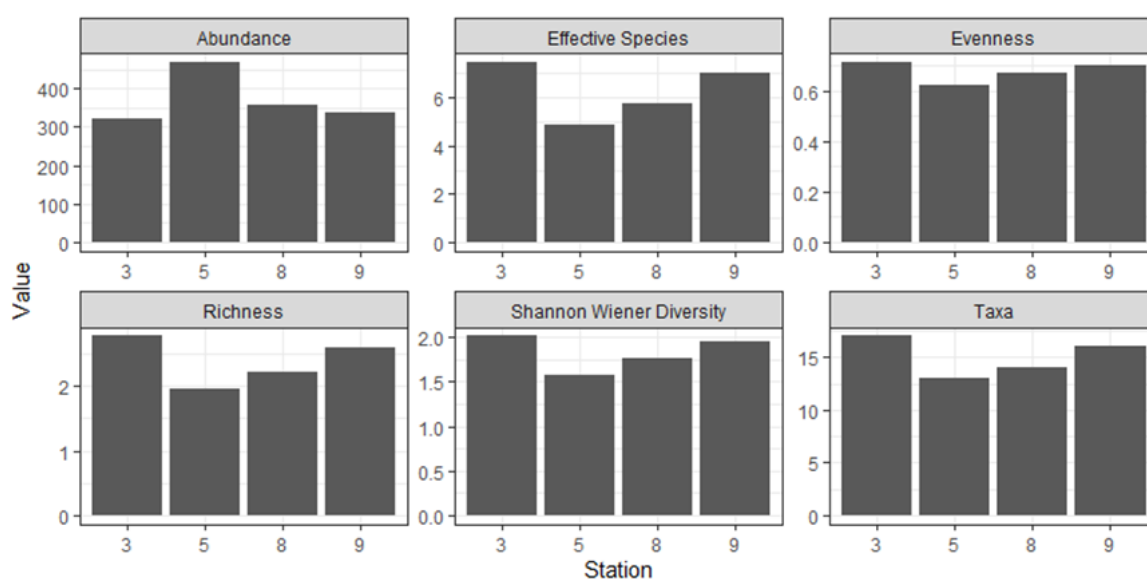 Abundance
Effective Species
Evenness
400
300
200
100
0
6
4
2
0
0.6
0.4
0.2
0.0
3 5 8 9
3 5 8 9
3 5 8 9
Value
Richness
Shannon Wiener Diversity
Taxa
2
1
0
2.0
1.5
1.0
0.5
0.0
15
10
5
0
3 5 8 9
3 5 8 9
3 5 8 9
Station